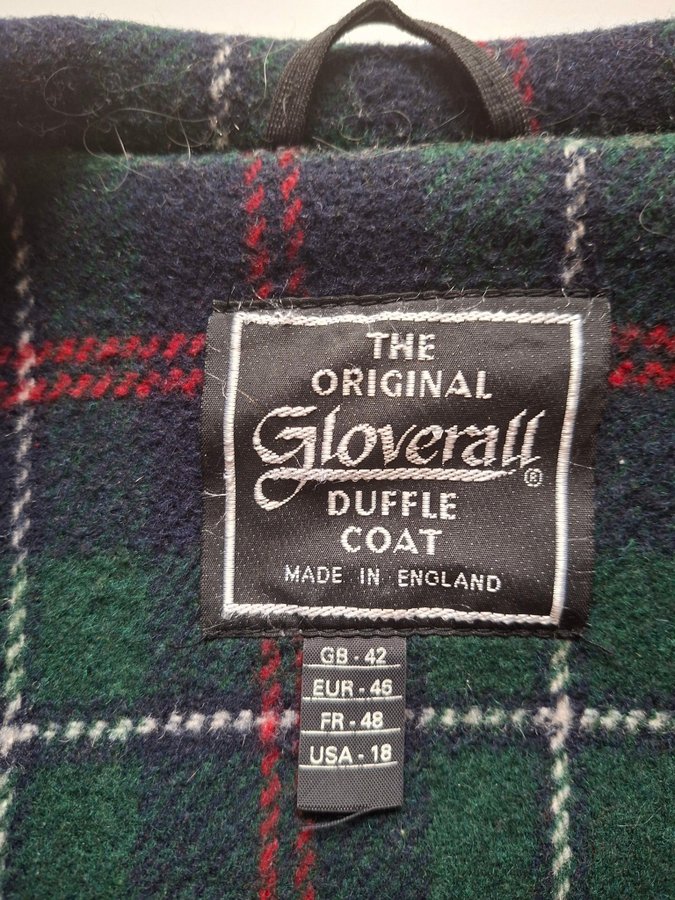 THE
ORIGINAL
Gloverall®
DUFFLE
COAT
MADE IN ENGLAND
GB - 42
EUR - 46
FR - 48
USA - 18